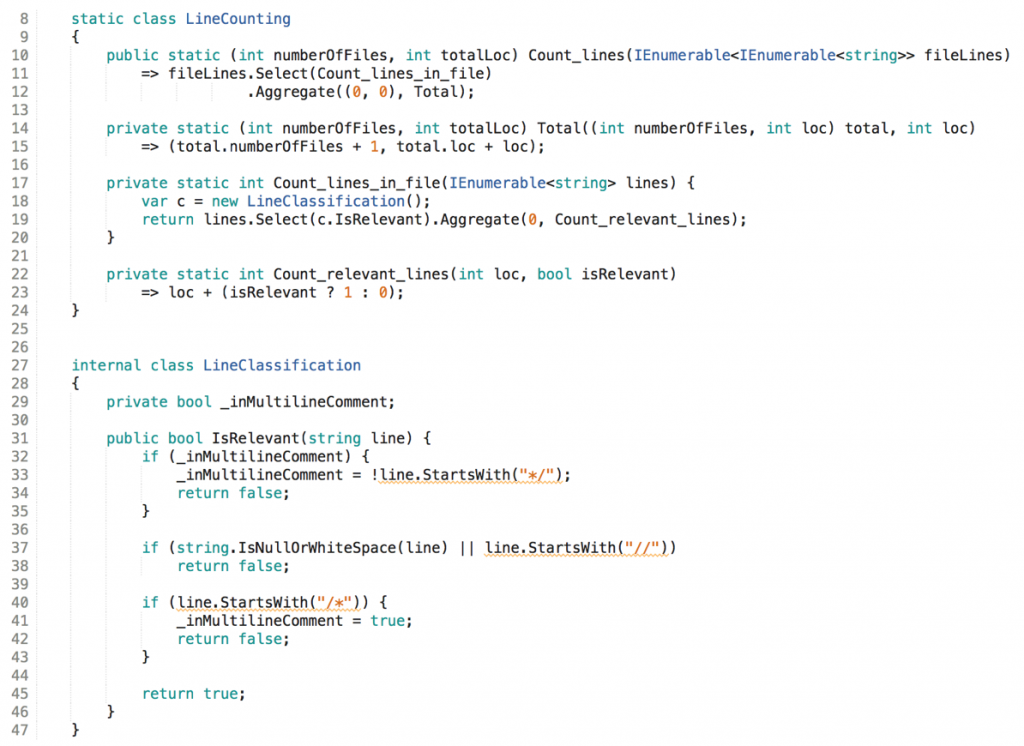 8 static class LineCounting
9 {
10 public static (int numberOfFiles, int totalLoc) Count_lines(IEnumerable<IEnumerable<string>> fileLines)
11 => fileLines.Select(Count_lines_in_file)
12 .Aggregate((0, 0), Total);
13
14 private static (int numberOfFiles, int totalLoc) Total((int numberOfFiles, int loc) total, int loc)
15 => (total.numberOfFiles + 1, total.loc + loc);
16
17 private static int Count_lines_in_file(IEnumerable<string> lines) {
18 var c = new LineClassification();
19 return lines.Select(c.IsRelevant).Aggregate(0, Count_relevant_lines);
20 }
21
22 private static int Count_relevant_lines(int loc, bool isRelevant)
23 => loc + (isRelevant ? 1 : 0);
24 }
25
26
27 internal class LineClassification
28 {
29 private bool _inMultilineComment;
30
31 public bool IsRelevant(string line) {
32 if (_inMultilineComment) {
33 _inMultilineComment = !line.StartsWith("*/");
34 return false;
35 }
36
37 if (string.IsNullOrWhiteSpace(line) || line.StartsWith("//"))
38 return false;
39
40 if (line.StartsWith("/*")) {
41 _inMultilineComment = true;
42 return false;
43 }
44
45 return true;
46 }
47 }